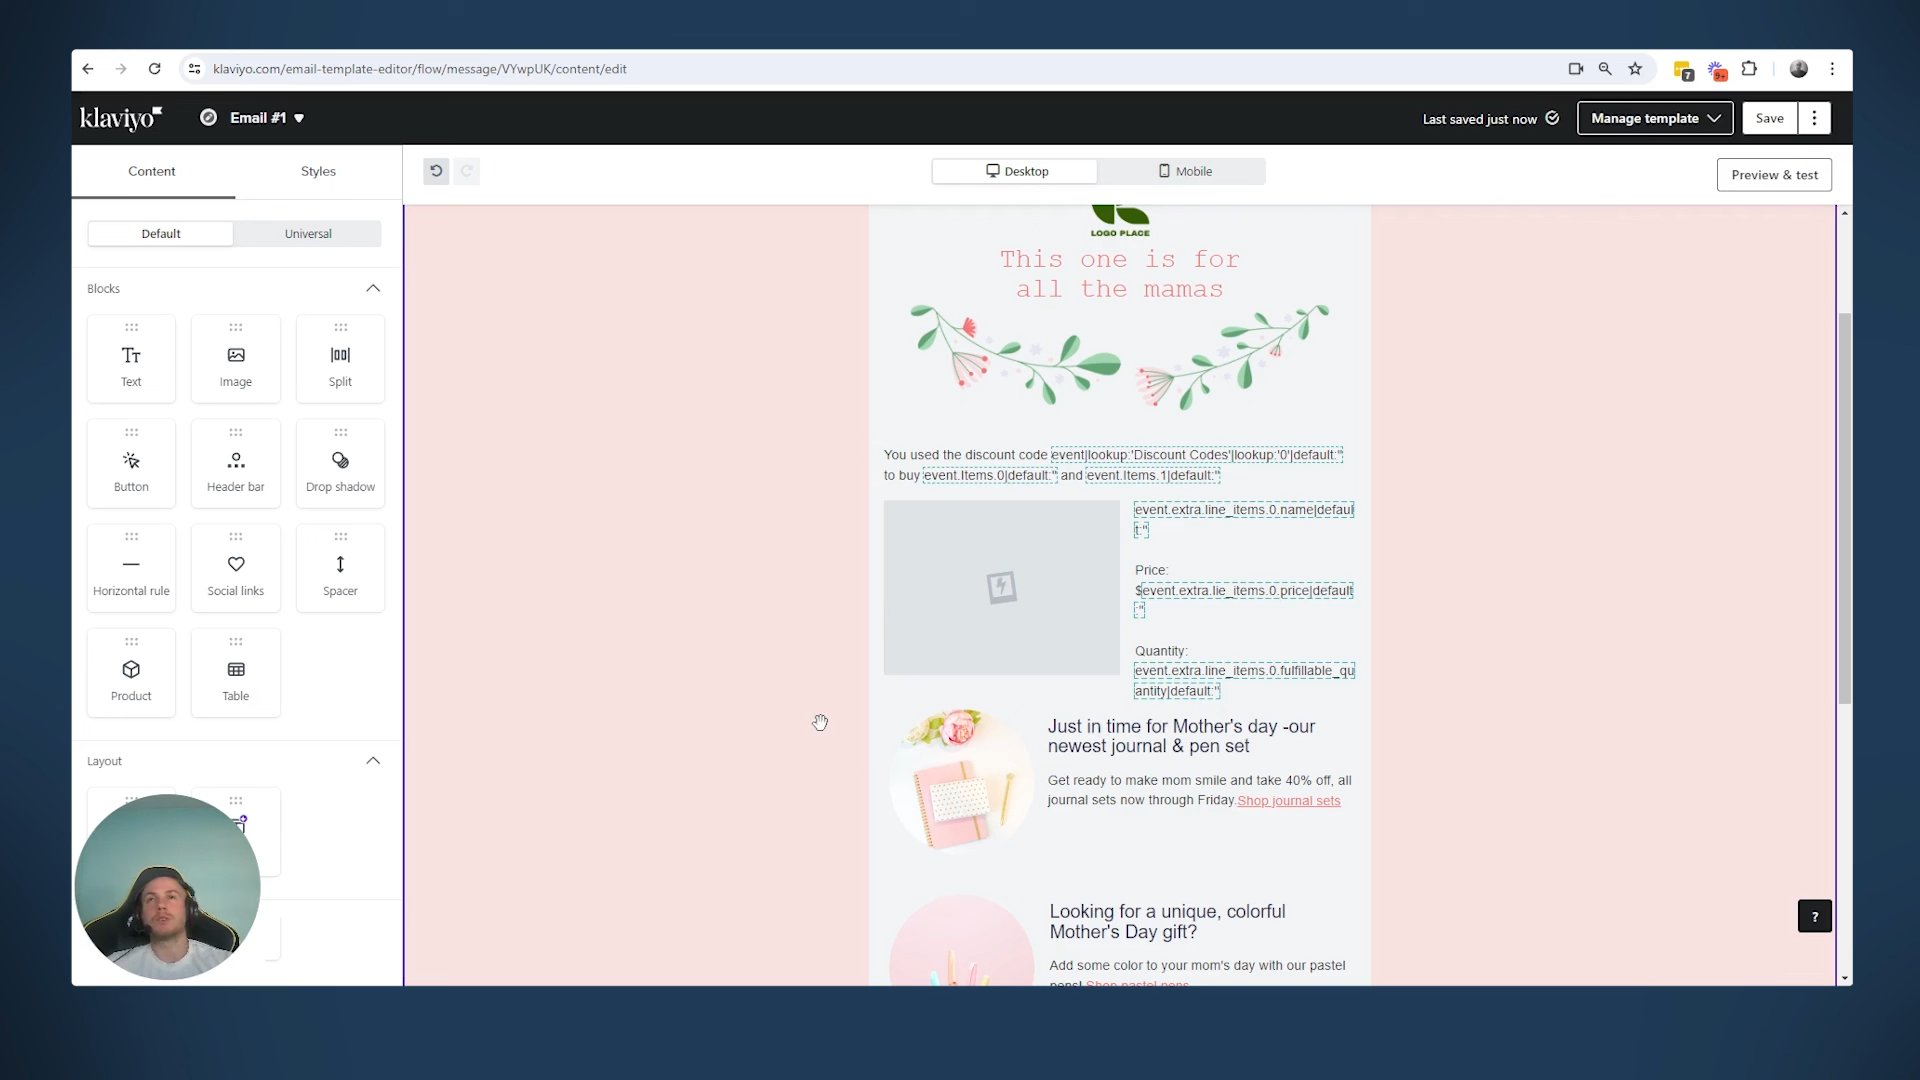 klaviyo.com/email-template-editor/flow/message/VYwpUK/content/edit
7
9+
klaviyo
Email #1
Last saved just now
Manage template
Save
Content
Styles
Desktop
Mobile
Preview & test
Default
Universal
Blocks
Text
Image
Split
Button
Header bar
Drop shadow
Horizontal rule
Social links
Spacer
Product
Table
Layout
LOGO PLACE
This one is for
all the mamas
You used the discount code event|lookup:'Discount Codes'|lookup:'0'|default:''
to buy event.Items.0|default:'' and event.Items.1|default:''
event.extra.line_items.0.name|defaul
t:''
Price:
$event.extra.lie_items.0.price|default
:''
Quantity:
event.extra.line_items.0.fulfillable_qu
antity|default:''
Just in time for Mother's day -our
newest journal & pen set
Get ready to make mom smile and take 40% off, all
journal sets now through Friday.Shop journal sets
Looking for a unique, colorful
Mother's Day gift?
Add some color to your mom's day with our pastel
pens! Shop pastel pens
?